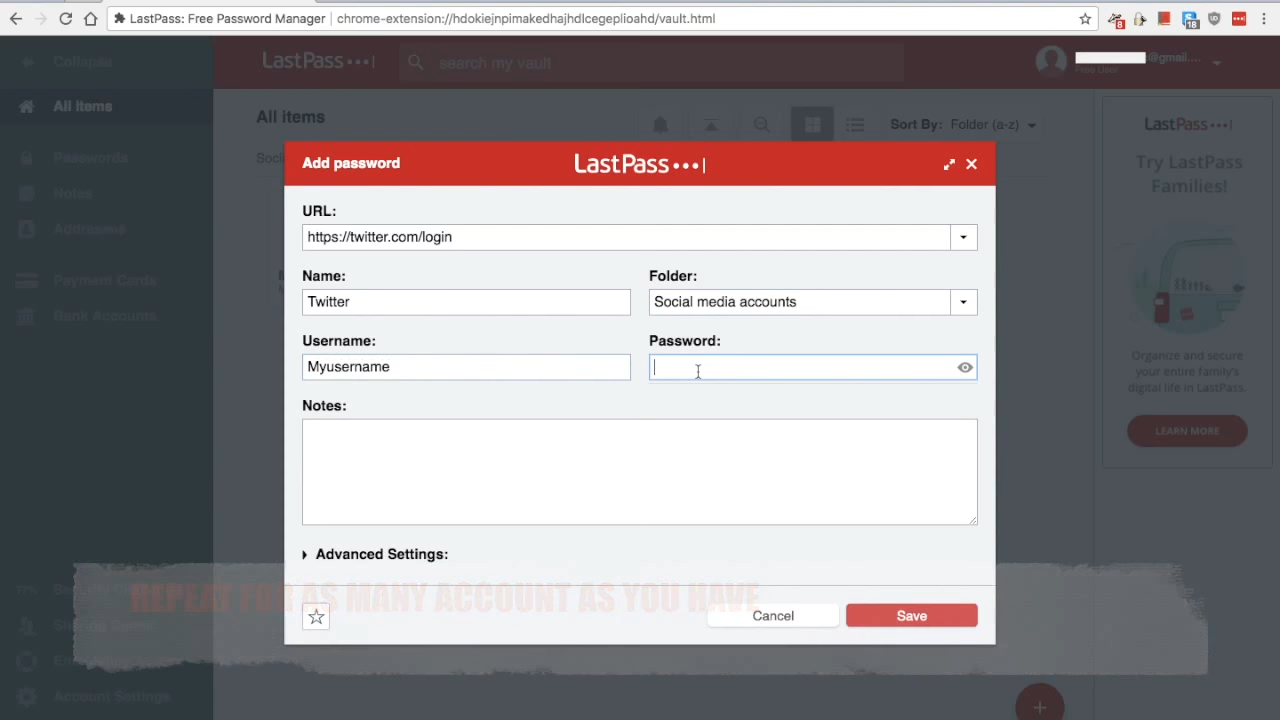 LastPass: Free Password Manager
chrome-extension://hdokiejnpimakedhajhdlcegeplioahd/vault.html
8
18
Collapse
LastPass
search my vault
@gmail....
Free User
All Items
All items
Sort By: Folder (a-z)
Passwords
Notes
Addresses
Payment Cards
Bank Accounts
Add password
LastPass
URL:
https://twitter.com/login
Name:
Folder:
Twitter
Social media accounts
Username:
Password:
Myusername
Notes:
Advanced Settings:
REPEAT FOR AS MANY ACCOUNT AS YOU HAVE
Cancel
Save
Sharing Center
Account Settings
LastPass
Try LastPass
Families!
Organize and secure
your entire family's
digital life in LastPass.
LEARN MORE